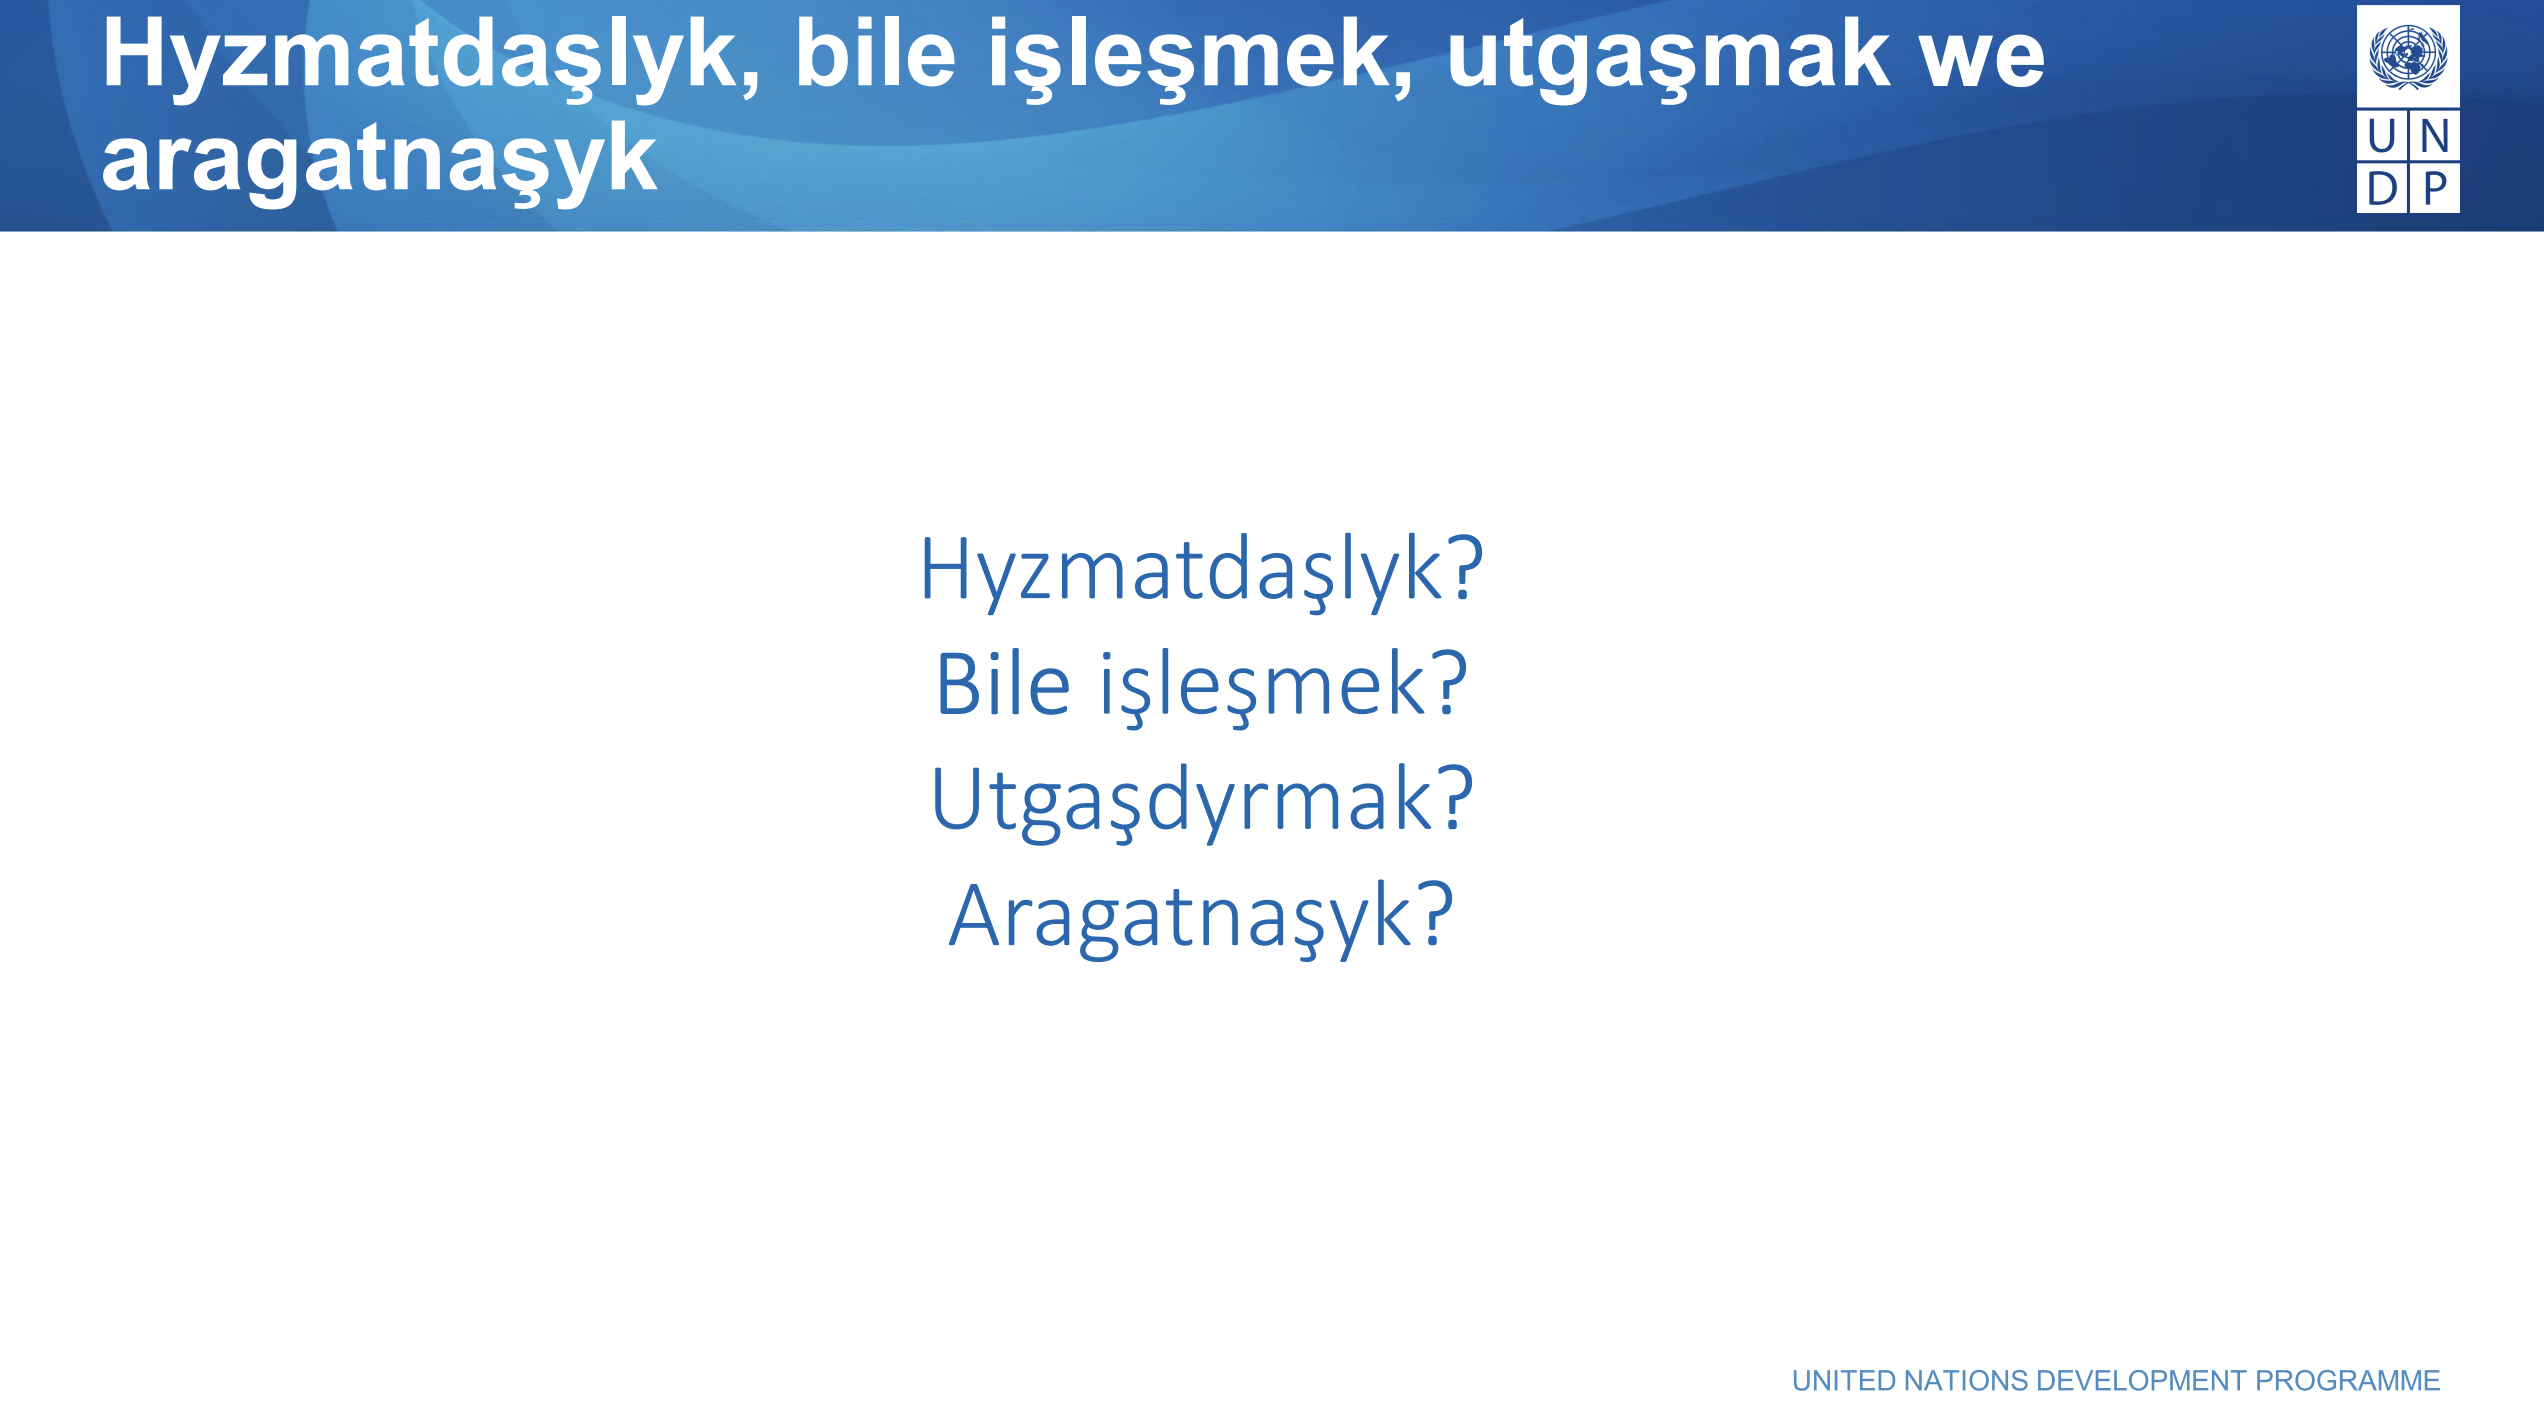 Hyzmatdaşlyk, bile işleşmek, utgaşmak we
aragatnaşyk
U N
D P
Hyzmatdaşlyk?
Bile işleşmek?
Utgaşdyrmak?
Aragatnaşyk?
UNITED NATIONS DEVELOPMENT PROGRAMME